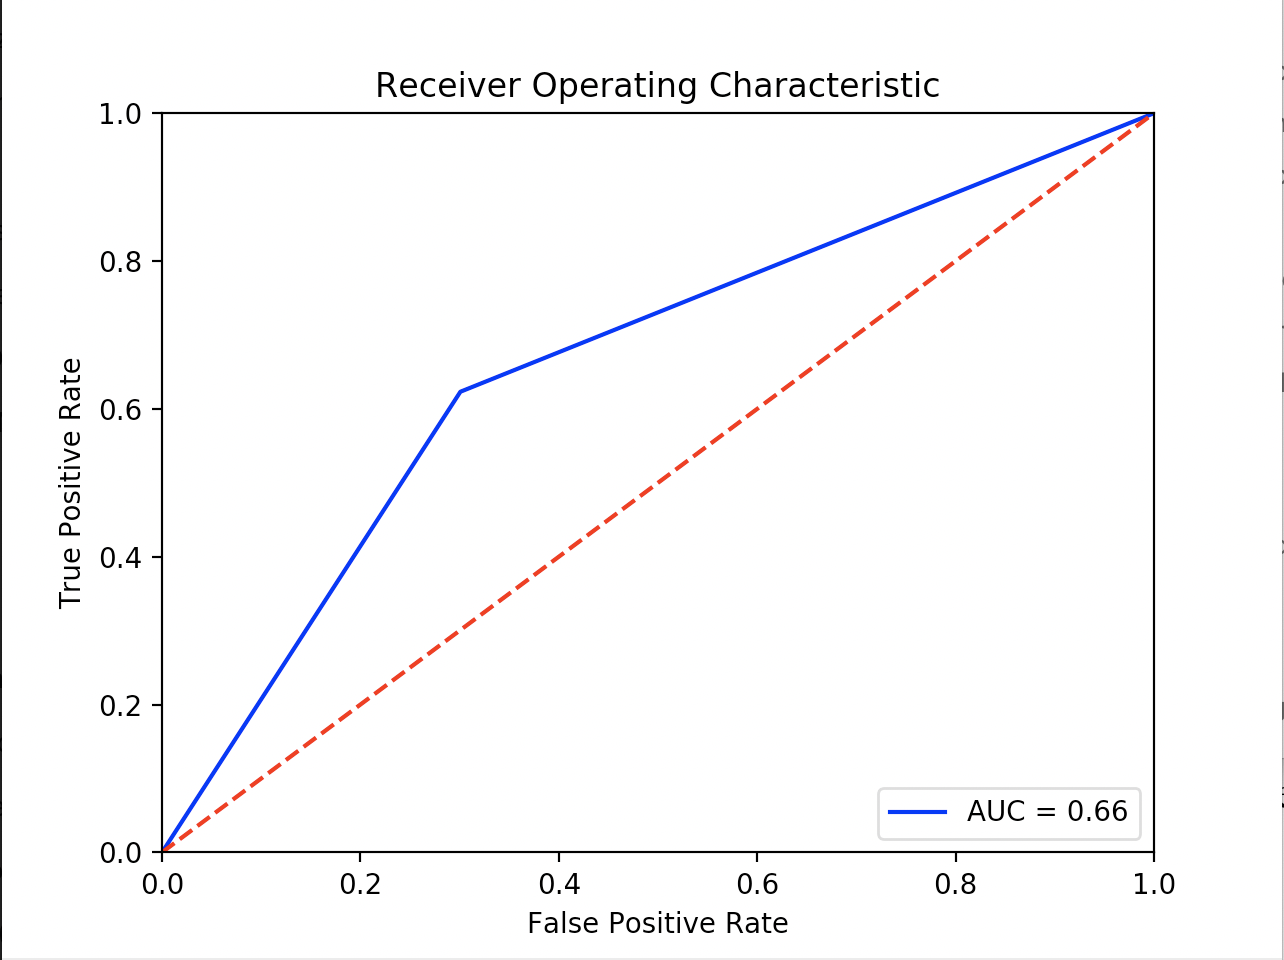 Receiver Operating Characteristic
1.0
0.8
0.6
0.4
0.2
0.0
True Positive Rate
0.0 0.2 0.4 0.6 0.8 1.0
False Positive Rate
AUC = 0.66